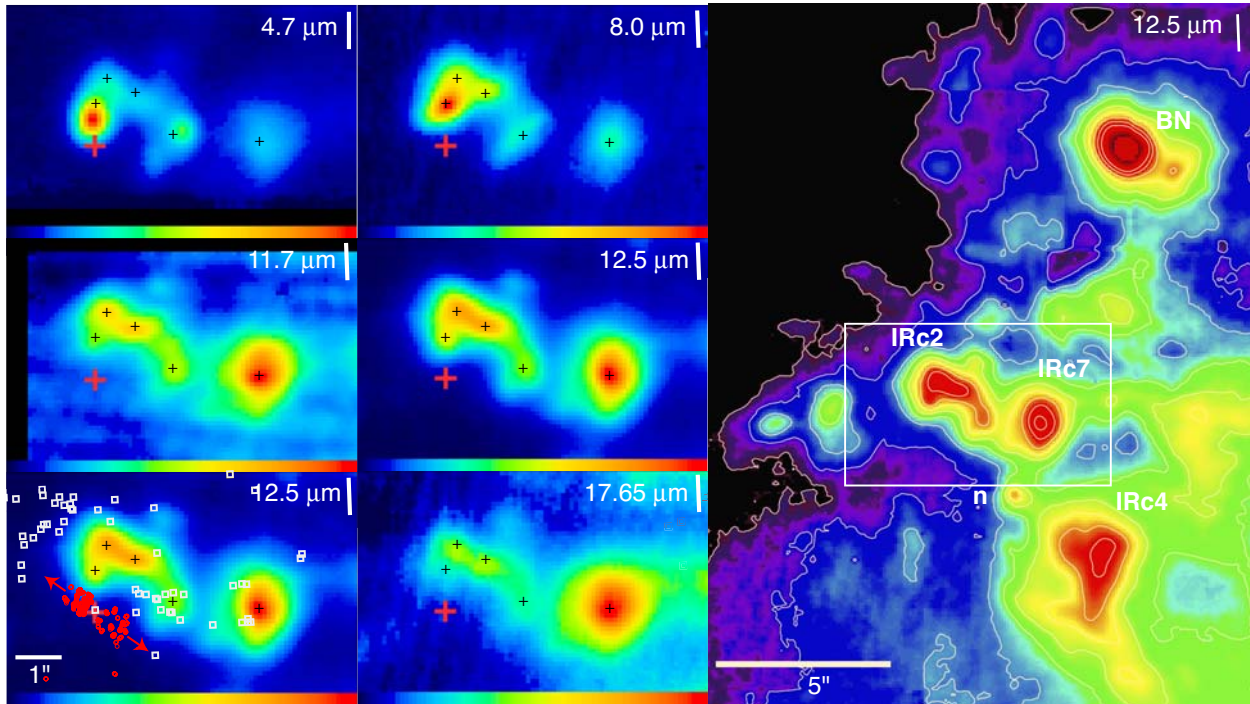 4.7 µm
8.0 µm
12.5 µm
BN
11.7 µm
12.5 µm
IRc2
IRc7
12.5 µm
17.65 µm
n
IRc4
1"
5"